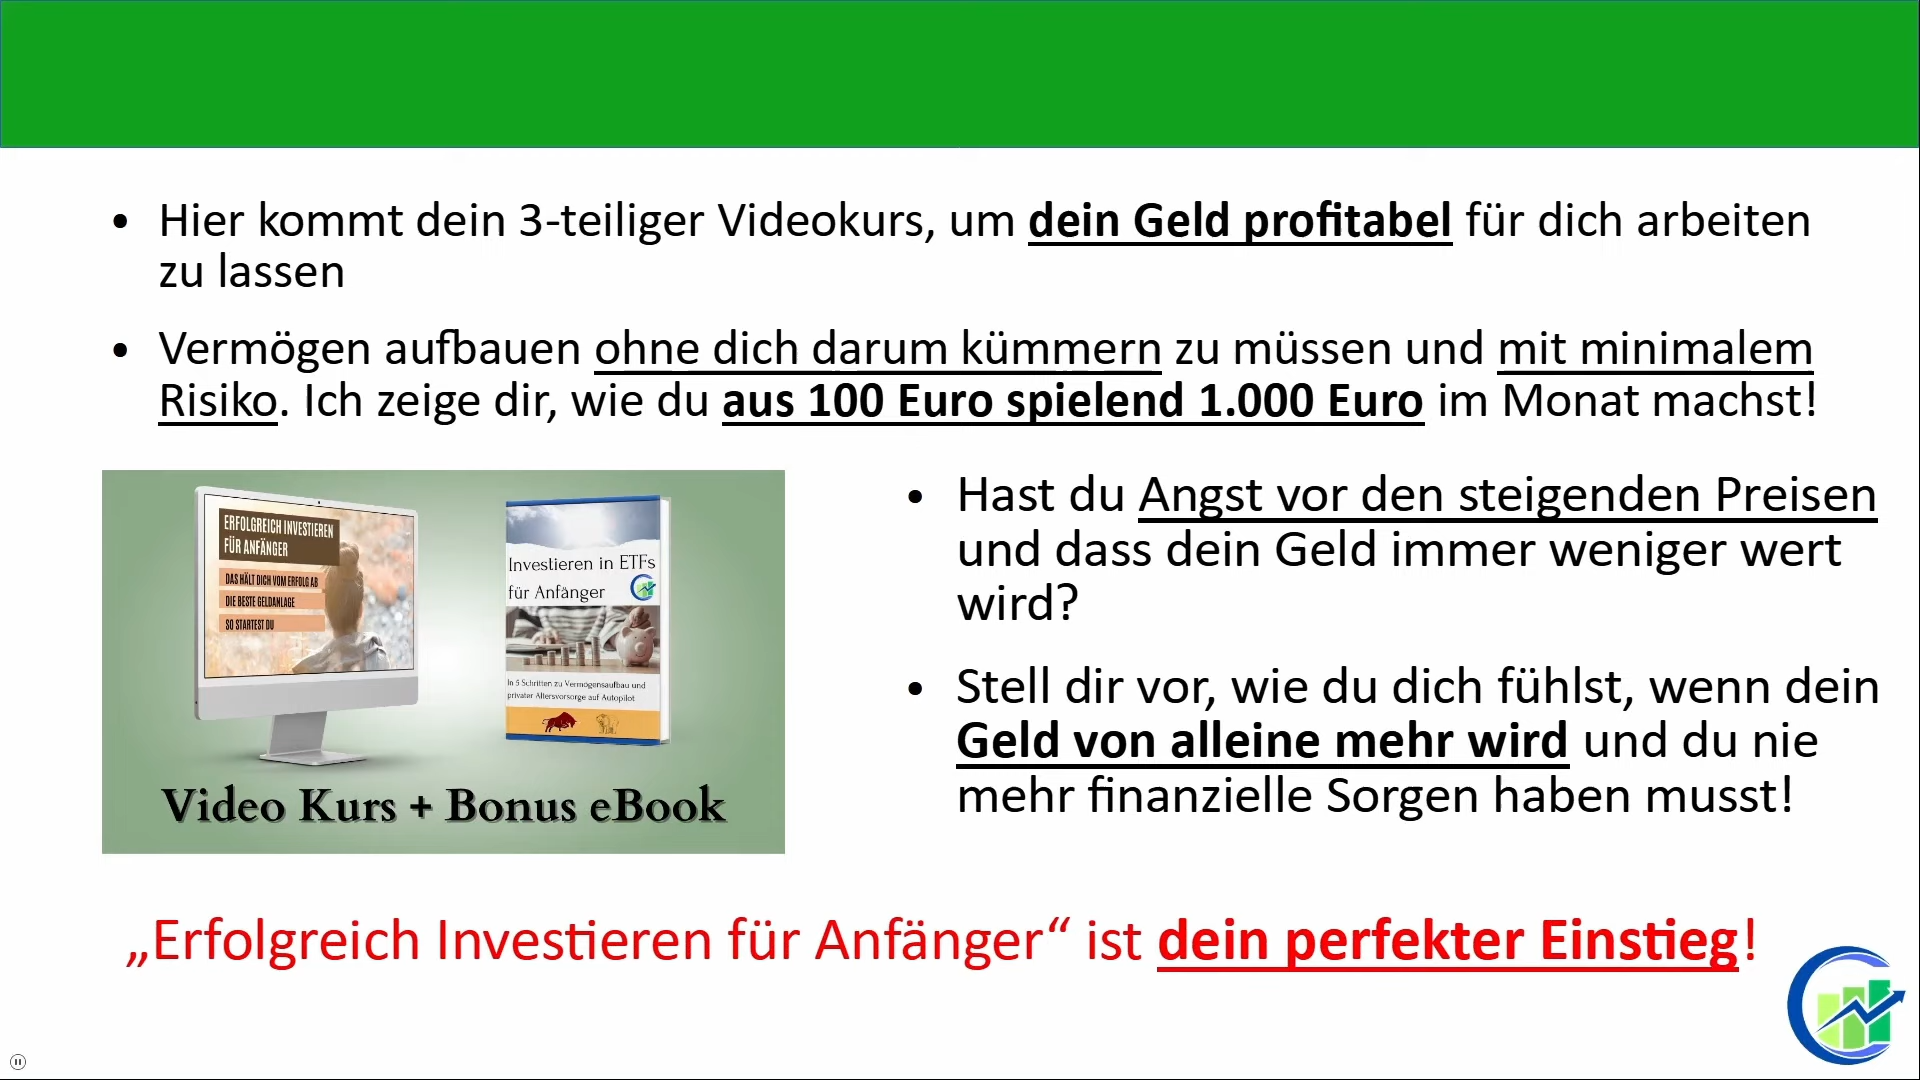 Hier kommt dein 3-teiliger Videokurs, um dein Geld profitabel für dich arbeiten
zu lassen
Vermögen aufbauen ohne dich darum kümmern zu müssen und mit minimalem
Risiko. Ich zeige dir, wie du aus 100 Euro spielend 1.000 Euro im Monat machst!
ERFOLGREICH INVESTIEREN
FÜR ANFÄNGER
DAS HÄLT DICH VOM ERFOLG AB
DIE BESTE GELDANLAGE
SO STARTEST DU
Investieren in ETFs
für Anfänger
In 5 Schritten zu Vermögensaufbau und
privater Altersvorsorge auf Autopilot
Video Kurs + Bonus eBook
Hast du Angst vor den steigenden Preisen
und dass dein Geld immer weniger wert
wird?
Stell dir vor, wie du dich fühlst, wenn dein
Geld von alleine mehr wird und du nie
mehr finanzielle Sorgen haben musst!
„Erfolgreich Investieren für Anfänger“ ist dein perfekter Einstieg!